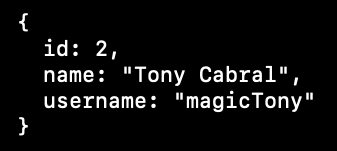 {
  id: 2,
  name: "Tony Cabral",
  username: "magicTony"
}